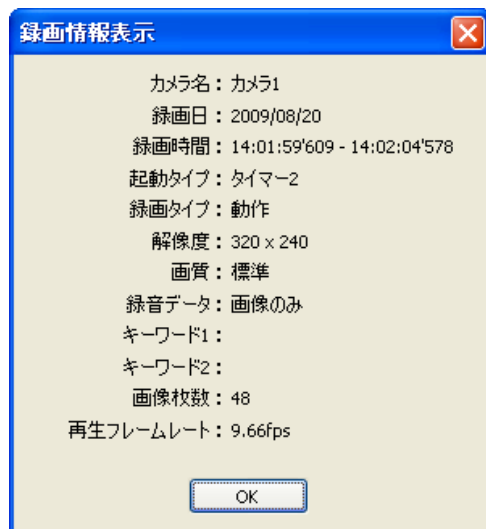 録画情報表示
カメラ名：カメラ1
録画日：2009/08/20
録画時間：14:01:59'609 - 14:02:04'578
起動タイプ：タイマー2
録画タイプ：動作
解像度：320 x 240
画質：標準
録音データ：画像のみ
キーワード1：
キーワード2：
画像枚数：48
再生フレームレート：9.66fps
OK